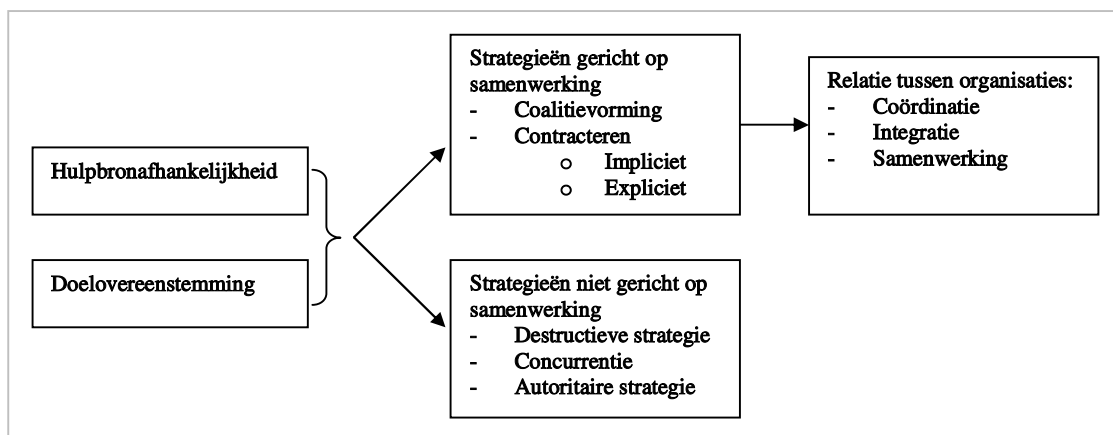 Hulpbronafhankelijkheid
Doelovereenstemming
Strategieën gericht op
samenwerking
- Coalitievorming
- Contracteren
o Impliciet
o Expliciet
Strategieën niet gericht op
samenwerking
- Destructieve strategie
- Concurrentie
- Autoritaire strategie
Relatie tussen organisaties:
- Coördinatie
- Integratie
- Samenwerking